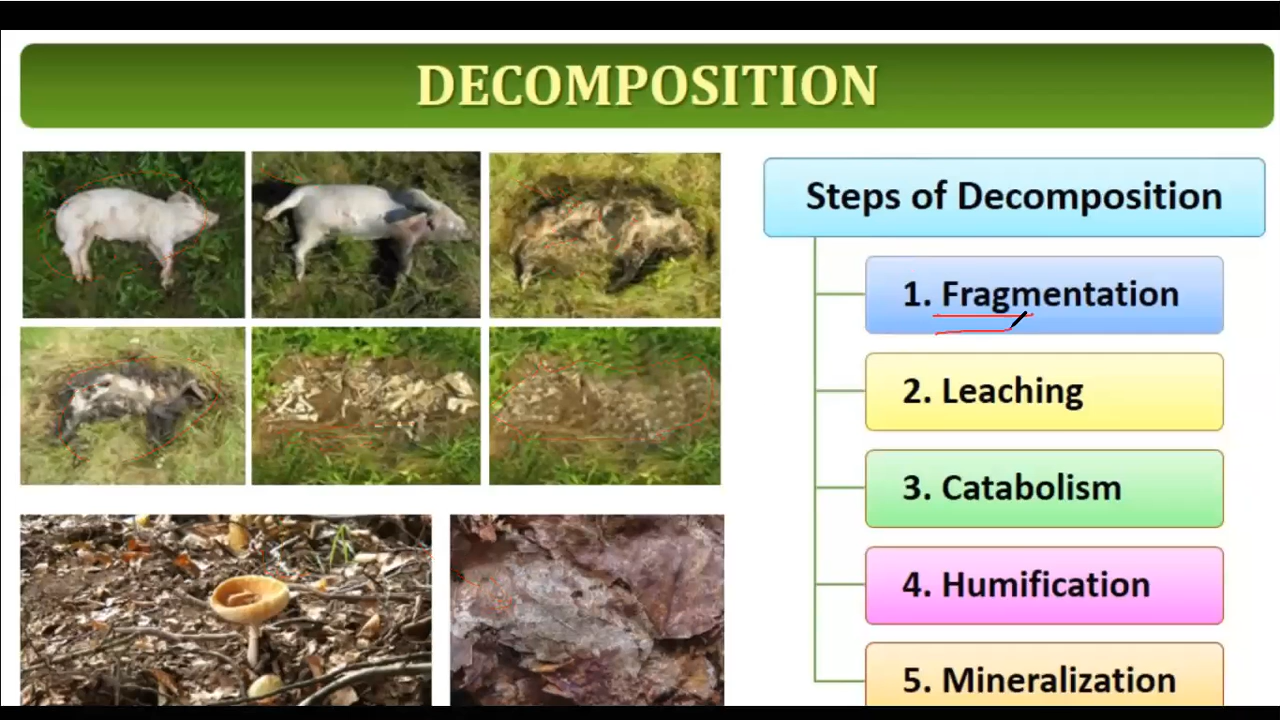 DECOMPOSITION
Steps of Decomposition
1. Fragmentation
2. Leaching
3. Catabolism
4. Humification
5. Mineralization